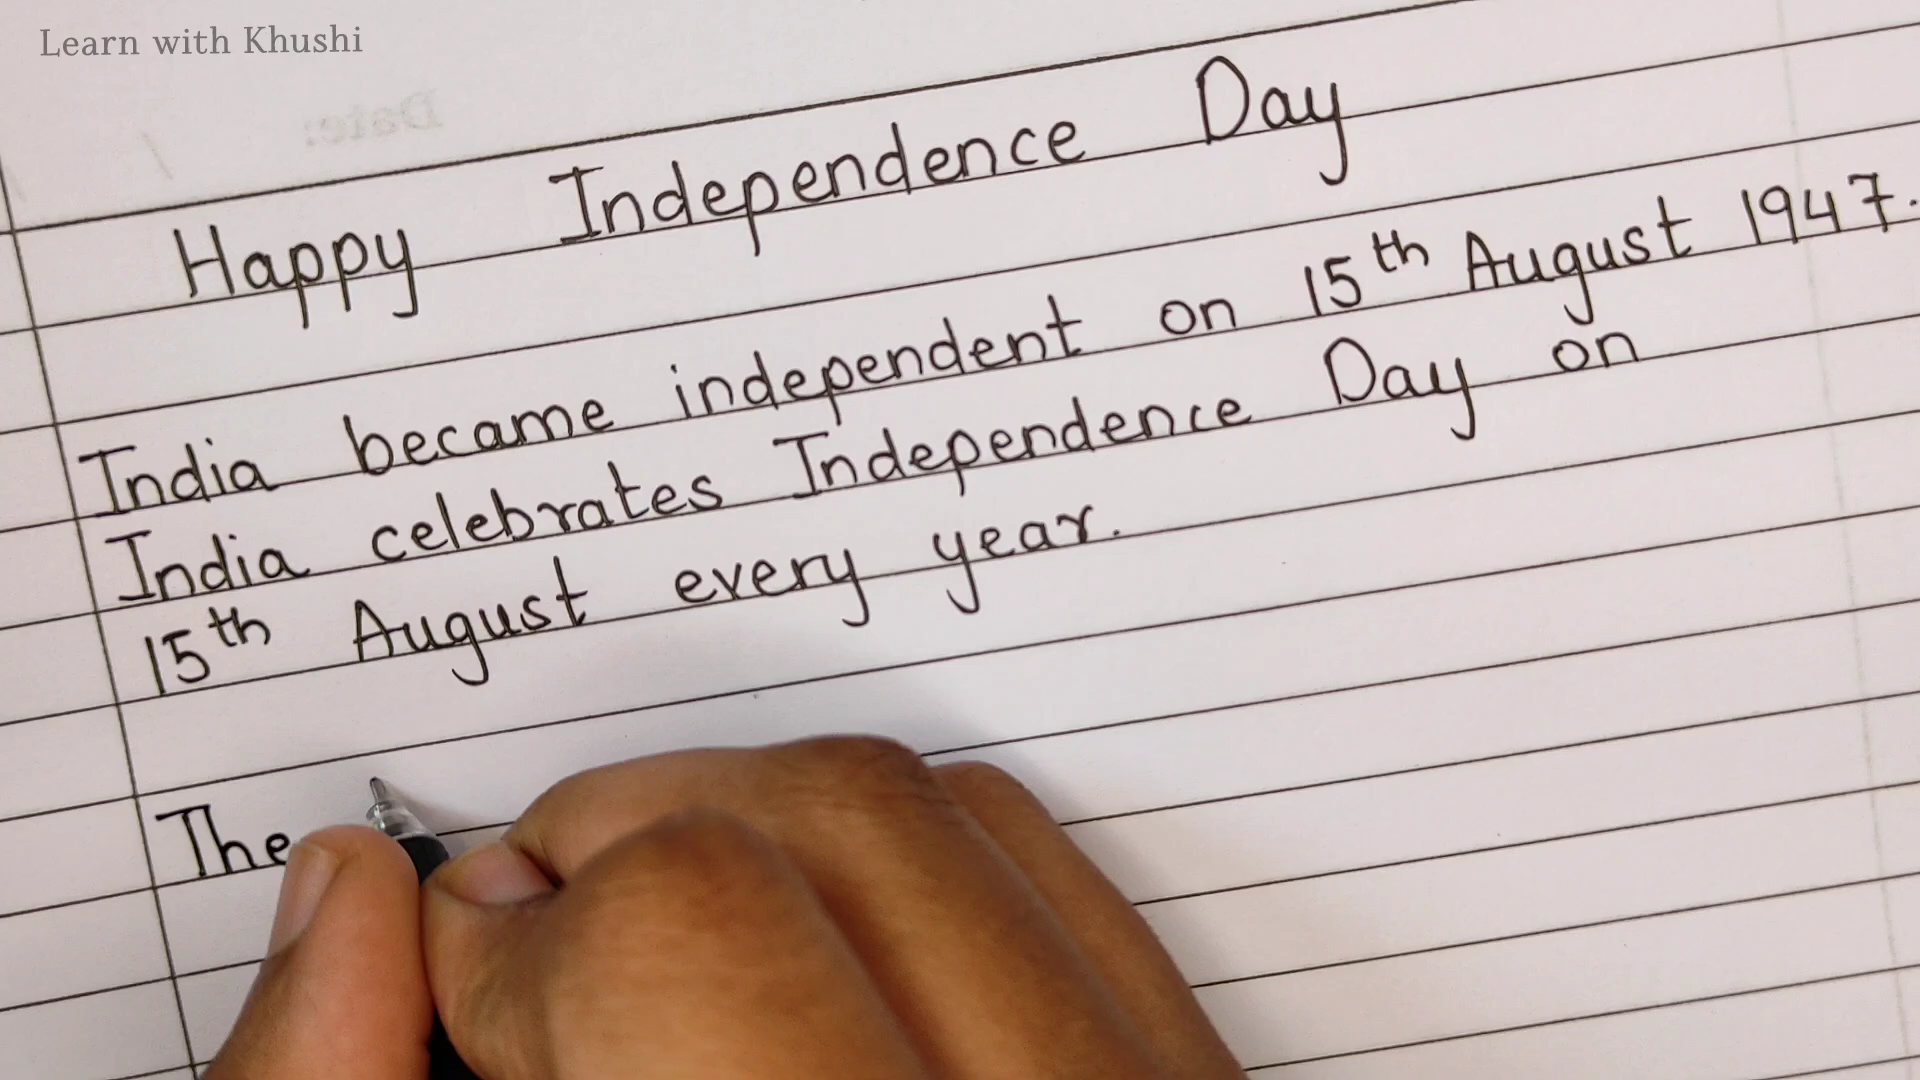 Learn with Khushi
Date:
Happy Independence Day
India became independent on 15th August 1947.
India celebrates Independence Day on
15th August every year.
The